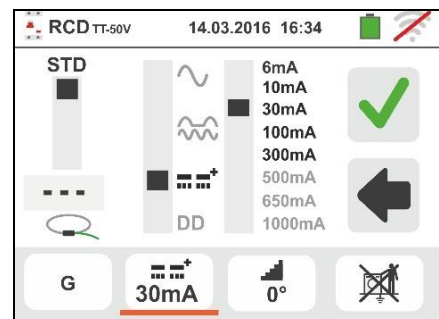 RCD TT-50V 14.03.2016 16:34
STD
6mA
10mA
30mA
100mA
300mA
500mA
650mA
1000mA
DD
- - -
G
30mA
0°